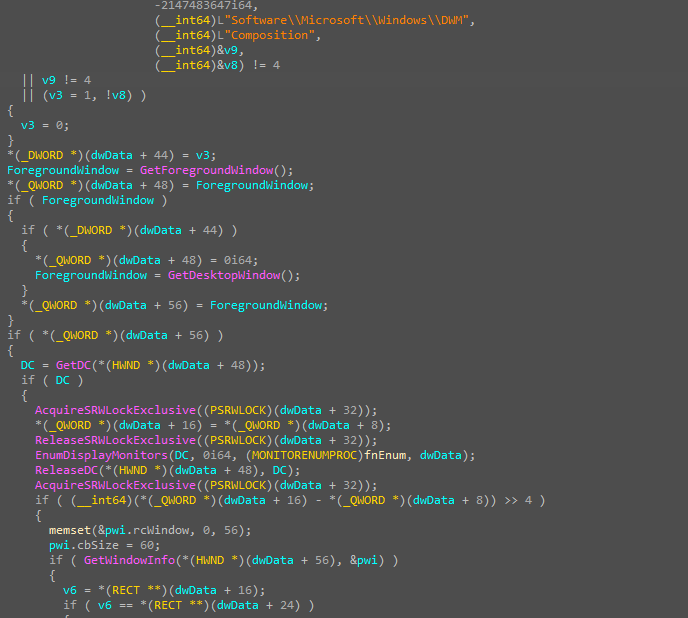 -2147483647i64,
(__int64)L"Software\\Microsoft\\Windows\\DWM",
(__int64)L"Composition",
(__int64)&v9,
(__int64)&v8) != 4
|| v9 != 4
|| (v3 = 1, !v8) )
{
v3 = 0;
}
*(_DWORD *)(dwData + 44) = v3;
ForegroundWindow = GetForegroundWindow();
*(_QWORD *)(dwData + 48) = ForegroundWindow;
if ( ForegroundWindow )
{
if ( *(_DWORD *)(dwData + 44) )
{
*(_QWORD *)(dwData + 48) = 0i64;
ForegroundWindow = GetDesktopWindow();
}
*(_QWORD *)(dwData + 56) = ForegroundWindow;
}
if ( *(_QWORD *)(dwData + 56) )
{
DC = GetDC(*(HWND *)(dwData + 48));
if ( DC )
{
AcquireSRWLockExclusive((PSRWLOCK)(dwData + 32));
*(_QWORD *)(dwData + 16) = *(_QWORD *)(dwData + 8);
ReleaseSRWLockExclusive((PSRWLOCK)(dwData + 32));
EnumDisplayMonitors(DC, 0i64, (MONITORENUMPROC)fnEnum, dwData);
ReleaseDC(*(HWND *)(dwData + 48), DC);
AcquireSRWLockExclusive((PSRWLOCK)(dwData + 32));
if ( (__int64)(*(_QWORD *)(dwData + 16) - *(_QWORD *)(dwData + 8)) >> 4 )
{
memset(&pwi.rcWindow, 0, 56);
pwi.cbSize = 60;
if ( GetWindowInfo(*(HWND *)(dwData + 56), &pwi) )
{
v6 = *(RECT **)(dwData + 16);
if ( v6 == *(RECT **)(dwData + 24) )
{